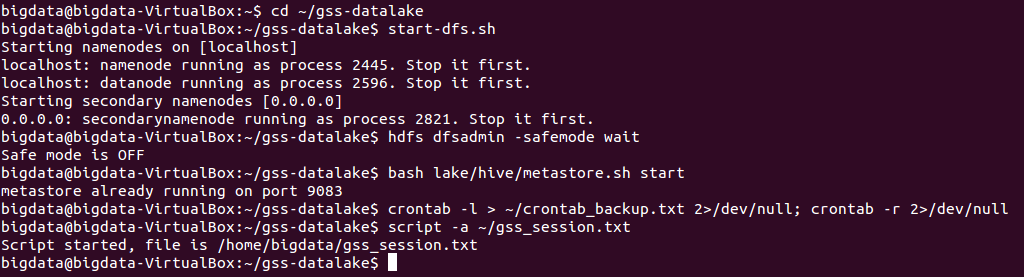 bigdata@bigdata-VirtualBox:~$ cd ~/gss-datalake
bigdata@bigdata-VirtualBox:~/gss-datalake$ start-dfs.sh
Starting namenodes on [localhost]
localhost: namenode running as process 2445. Stop it first.
localhost: datanode running as process 2596. Stop it first.
Starting secondary namenodes [0.0.0.0]
0.0.0.0: secondarynamenode running as process 2821. Stop it first.
bigdata@bigdata-VirtualBox:~/gss-datalake$ hdfs dfsadmin -safemode wait
Safe mode is OFF
bigdata@bigdata-VirtualBox:~/gss-datalake$ bash lake/hive/metastore.sh start
metastore already running on port 9083
bigdata@bigdata-VirtualBox:~/gss-datalake$ crontab -l > ~/crontab_backup.txt 2>/dev/null; crontab -r 2>/dev/null
bigdata@bigdata-VirtualBox:~/gss-datalake$ script -a ~/gss_session.txt
Script started, file is /home/bigdata/gss_session.txt
bigdata@bigdata-VirtualBox:~/gss-datalake$